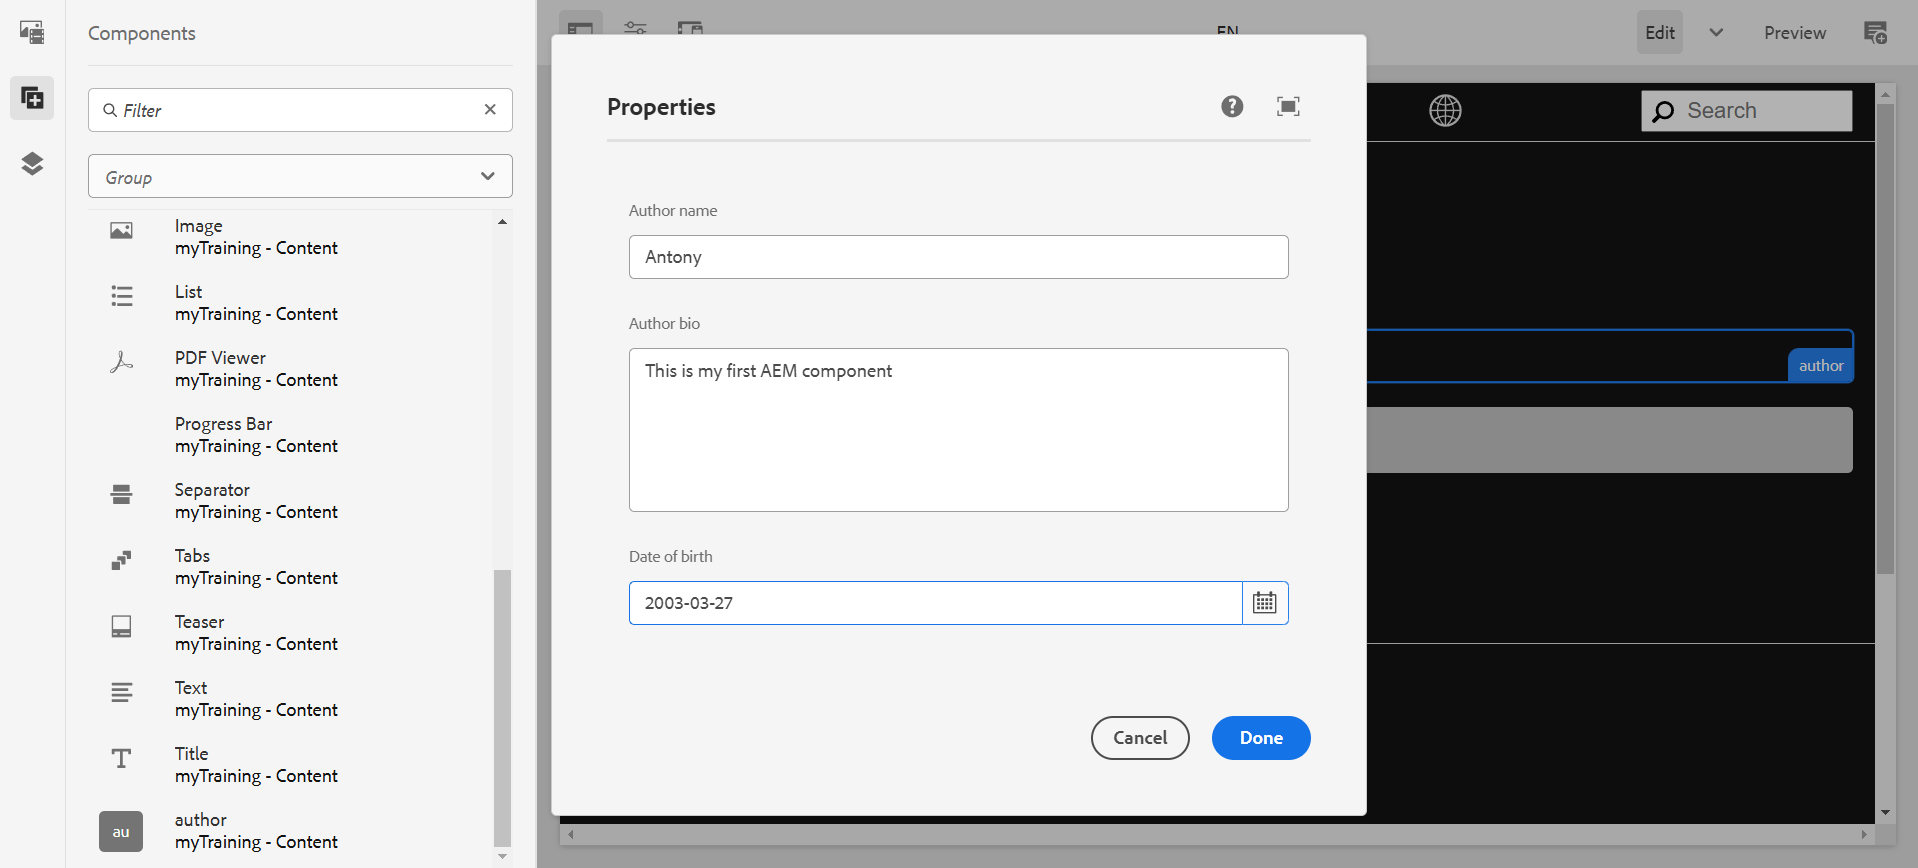 Components
Filter
Group
Image
myTraining - Content
List
myTraining - Content
PDF Viewer
myTraining - Content
Progress Bar
myTraining - Content
Separator
myTraining - Content
Tabs
myTraining - Content
Teaser
myTraining - Content
Text
myTraining - Content
Title
myTraining - Content
au
author
myTraining - Content
EN
Edit
Preview
Search
author
Properties
Author name
Antony
Author bio
This is my first AEM component
Date of birth
2003-03-27
Cancel
Done